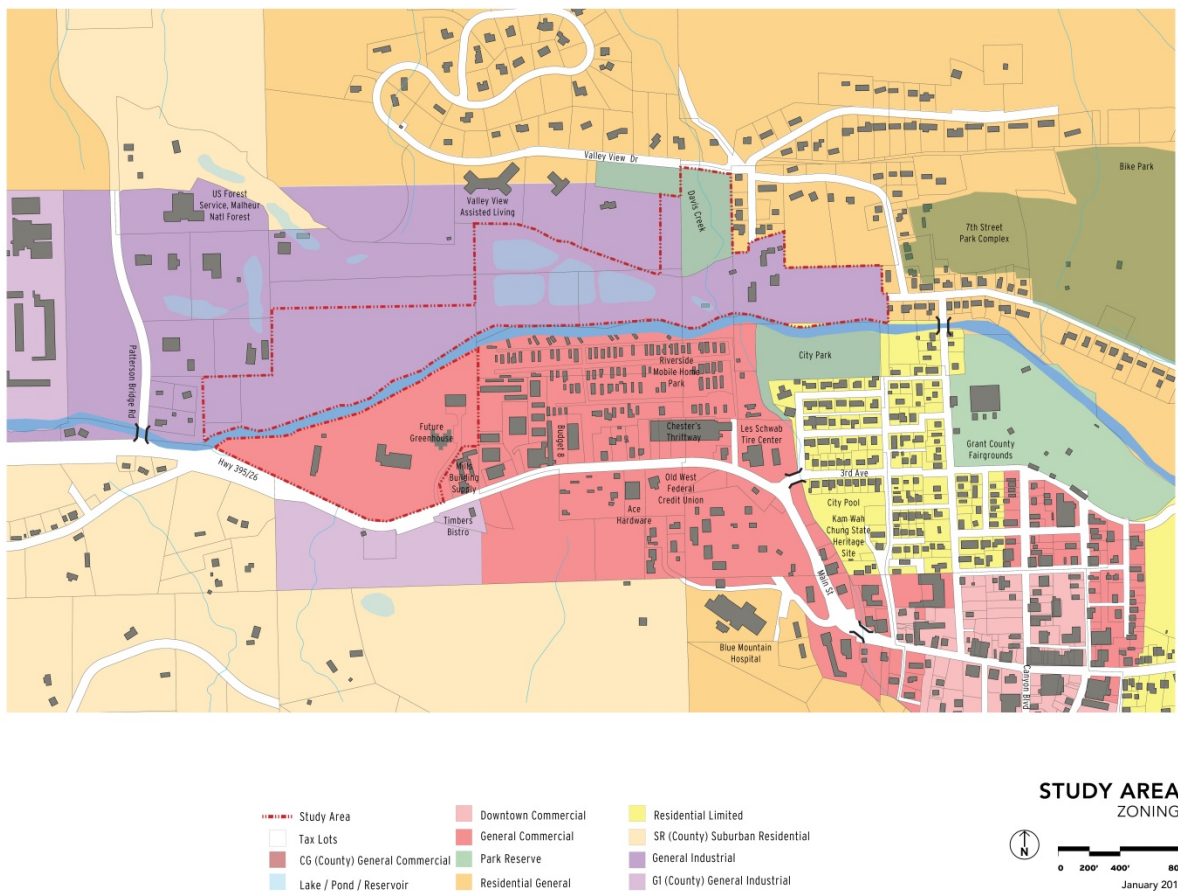 Valley View Dr
Bike Park
US Forest
Service, Malheur
Natl Forest
Valley View
Assisted Living
Davis Creek
7th Street
Park Complex
Patterson Bridge Rd
City Park
Riverside
Mobile Home
Park
Future
Greenhouse
Budget 8
Chester's
Thriftway
Les Schwab
Tire Center
Grant County
Fairgrounds
Hwy 395/26
Mills
Building
Supply
3rd Ave
Old West
Federal
Credit Union
City Pool
Ace
Hardware
Timbers
Bistro
Kam Wah
Chung State
Heritage
Site
Main St
Blue Mountain
Hospital
Canyon Blvd
STUDY AREA
ZONING
Study Area
Tax Lots
CG (County) General Commercial
Lake / Pond / Reservoir
Downtown Commercial
General Commercial
Park Reserve
Residential General
Residential Limited
SR (County) Suburban Residential
General Industrial
G1 (County) General Industrial
N
0 200' 400'
January 201